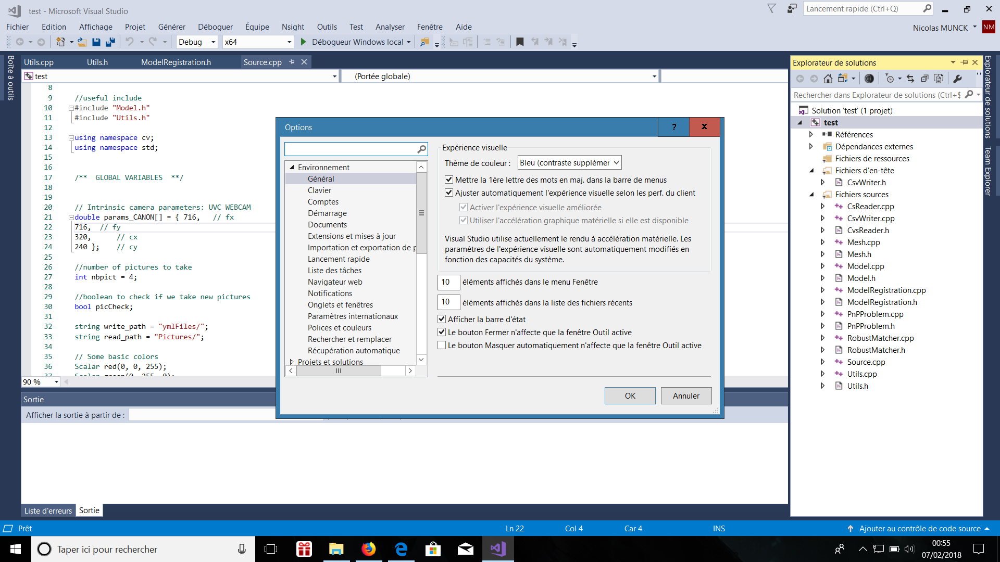 test - Microsoft Visual Studio
Lancement rapide (Ctrl+Q)
Fichier Edition Affichage Projet Générer Déboguer Équipe Nsight Outils Test Analyser Fenêtre Aide
Nicolas MUNCK NM
Debug x64 Débogueur Windows local
Boîte à outils
Utils.cpp Utils.h ModelRegistration.h Source.cpp
test (Portée globale)
8
9 //useful include
10 #include "Model.h"
11 #include "Utils.h"
12
13 using namespace cv;
14 using namespace std;
15
16
17 /** GLOBAL VARIABLES **/
18
19
20 // Intrinsic camera parameters: UVC WEBCAM
21 double params_CANON[] = { 716, // fx
22 716, // fy
23 320, // cx
24 240 }; // cy
25
26 //number of pictures to take
27 int nbpict = 4;
28
29 //boolean to check if we take new pictures
30 bool picCheck;
31
32 string write_path = "ymlFiles/";
33 string read_path = "Pictures/";
34
35 // Some basic colors
36 Scalar red(0, 0, 255);
37 Scalar green(0, 255, 0);
90 %
Options
? x
Environnement
Général
Clavier
Comptes
Démarrage
Documents
Extensions et mises à jour
Importation et exportation de p
Lancement rapide
Liste des tâches
Navigateur web
Notifications
Onglets et fenêtres
Paramètres internationaux
Polices et couleurs
Rechercher et remplacer
Récupération automatique
Projets et solutions
Expérience visuelle
Thème de couleur : Bleu (contraste supplémer
Mettre la 1ère lettre des mots en maj. dans la barre de menus
Ajuster automatiquement l'expérience visuelle selon les perf. du client
Activer l'expérience visuelle améliorée
Utiliser l'accélération graphique matérielle si elle est disponible
Visual Studio utilise actuellement le rendu à accélération matérielle. Les
paramètres de l'expérience visuelle sont automatiquement modifiés en
fonction des capacités du système.
10 éléments affichés dans le menu Fenêtre
10 éléments affichés dans la liste des fichiers récents
Afficher la barre d'état
Le bouton Fermer n'affecte que la fenêtre Outil active
Le bouton Masquer automatiquement n'affecte que la fenêtre Outil active
OK Annuler
Explorateur de solutions
Rechercher dans Explorateur de solutions (Ctrl+$
Solution 'test' (1 projet)
test
Références
Dépendances externes
Fichiers de ressources
Fichiers d'en-tête
CsvWriter.h
Fichiers sources
CsReader.cpp
CsvWriter.cpp
CvsReader.h
Mesh.cpp
Mesh.h
Model.cpp
Model.h
ModelRegistration.cpp
ModelRegistration.h
PnPProblem.cpp
PnPProblem.h
RobustMatcher.cpp
RobustMatcher.h
Source.cpp
Utils.cpp
Utils.h
Explorateur de solutions
Team Explorer
Sortie
Afficher la sortie à partir de :
Liste d'erreurs Sortie
Prêt Ln 22 Col 4 Car 4 INS Ajouter au contrôle de code source
Taper ici pour rechercher
00:55
07/02/2018